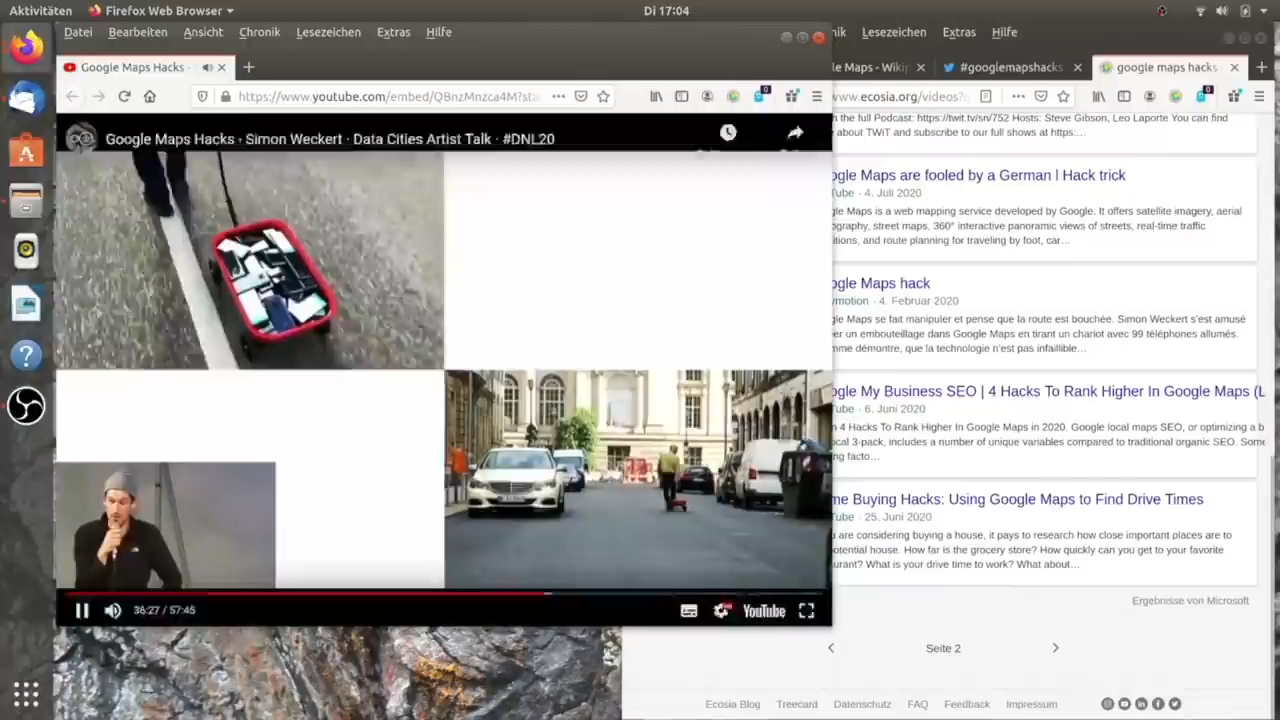 Aktivitäten
Firefox Web Browser
Di 17:04
Datei Bearbeiten Ansicht Chronik Lesezeichen Extras Hilfe
Google Maps Hacks
https://www.youtube.com/embed/QBnzMnzca4M?sta
Google Maps Hacks · Simon Weckert · Data Cities Artist Talk · #DNL20
36:27 / 57:45
YouTube
nik Lesezeichen Extras Hilfe
le Maps - Wiki
#googlemapshacks
google maps hacks
www.ecosia.org/videos?
0
0
the full Podcast: https://twit.tv/sn/752 Hosts: Steve Gibson, Leo Laporte You can find
e about TWiT and subscribe to our full shows at https:...
ogle Maps are fooled by a German l Hack trick
Tube · 4. Juli 2020
gle Maps is a web mapping service developed by Google. It offers satellite imagery, aerial
ography, street maps, 360° interactive panoramic views of streets, real-time traffic
itions, and route planning for traveling by foot, car...
ogle Maps hack
ymotion · 4. Februar 2020
gle Maps se fait manipuler et pense que la route est bouchée. Simon Weckert s'est amusé
er un embouteillage dans Google Maps en tirant un chariot avec 99 téléphones allumés.
mme démontre, que la technologie n'est pas infaillible...
ogle My Business SEO | 4 Hacks To Rank Higher In Google Maps (L
Tube · 6. Juni 2020
n 4 Hacks To Rank Higher In Google Maps in 2020. Google local maps SEO, or optimizing a b
ocal 3-pack, includes a number of unique variables compared to traditional organic SEO. Some
ng facto...
me Buying Hacks: Using Google Maps to Find Drive Times
Tube · 25. Juni 2020
u are considering buying a house, it pays to research how close important places are to
potential house. How far is the grocery store? How quickly can you get to your favorite
urant? What is your drive time to work? What about...
Ergebnisse von Microsoft
Seite 2
Ecosia Blog Treecard Datenschutz FAQ Feedback Impressum